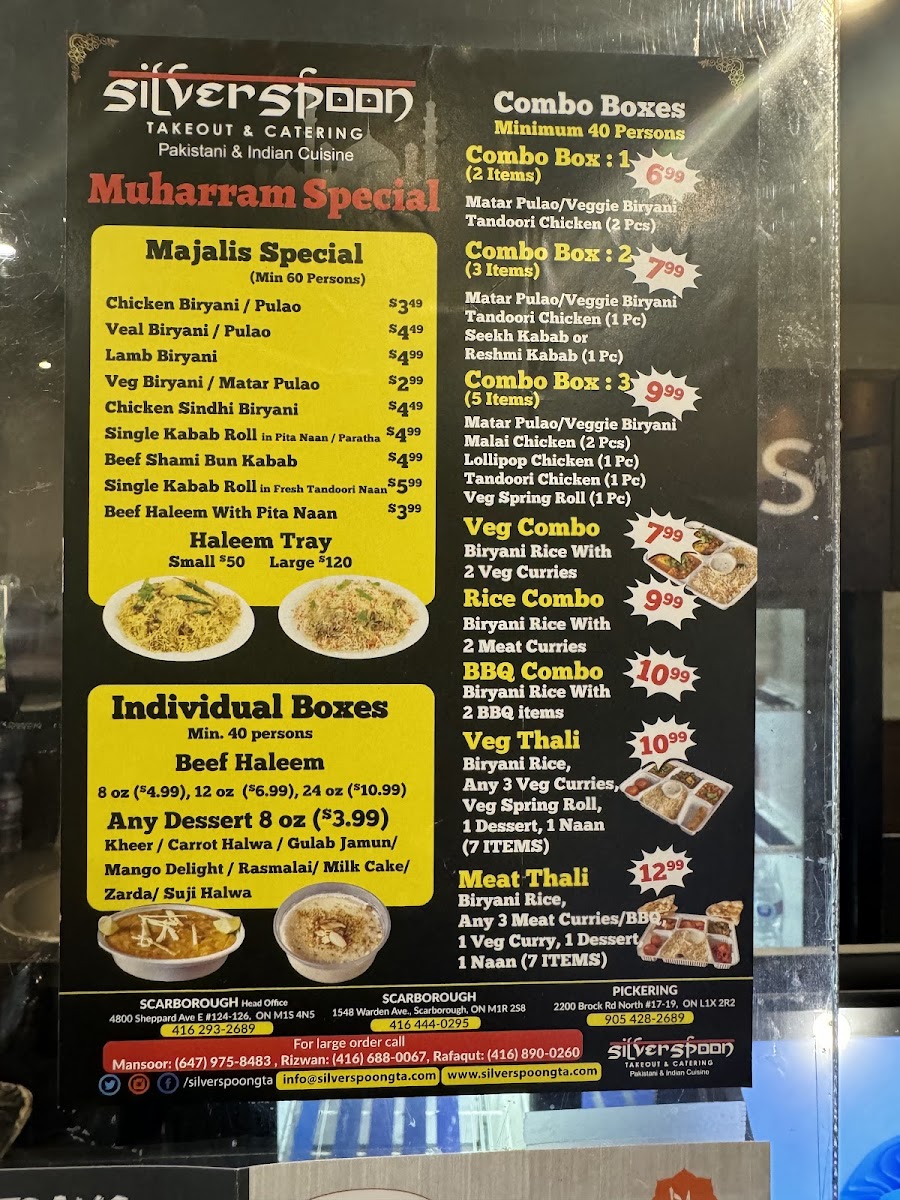 silverspoon
TAKEOUT & CATERING
Pakistani & Indian Cuisine
Muharram Special
Majalis Special
(Min 60 Persons)
Chicken Biryani / Pulao $3.49
Veal Biryani / Pulao $4.49
Lamb Biryani $4.99
Veg Biryani / Matar Pulao $2.99
Chicken Sindhi Biryani $4.49
Single Kabab Roll in Pita Naan / Paratha $4.99
Beef Shami Bun Kabab $4.99
Single Kabab Roll in Fresh Tandoori Naan $5.99
Beef Haleem With Pita Naan $3.99
Haleem Tray
Small $50 Large $120
Individual Boxes
Min. 40 persons
Beef Haleem
8 oz ($4.99), 12 oz ($6.99), 24 oz ($10.99)
Any Dessert 8 oz ($3.99)
Kheer / Carrot Halwa / Gulab Jamun/
Mango Delight / Rasmalai/ Milk Cake/
Zarda/ Suji Halwa
Combo Boxes
Minimum 40 Persons
Combo Box : 1 6.99
(2 Items)
Matar Pulao/Veggie Biryani
Tandoori Chicken (2 Pcs)
Combo Box : 2 7.99
(3 Items)
Matar Pulao/Veggie Biryani
Tandoori Chicken (1 Pc)
Seekh Kabab or
Reshmi Kabab (1 Pc)
Combo Box : 3 9.99
(5 Items)
Matar Pulao/Veggie Biryani
Malai Chicken (2 Pcs)
Lollipop Chicken (1 Pc)
Tandoori Chicken (1 Pc)
Veg Spring Roll (1 Pc)
Veg Combo 7.99
Biryani Rice With
2 Veg Curries
Rice Combo 9.99
Biryani Rice With
2 Meat Curries
BBQ Combo 10.99
Biryani Rice With
2 BBQ items
Veg Thali 10.99
Biryani Rice,
Any 3 Veg Curries,
Veg Spring Roll,
1 Dessert, 1 Naan
(7 ITEMS)
Meat Thali 12.99
Biryani Rice,
Any 3 Meat Curries/BBQ,
1 Veg Curry, 1 Dessert,
1 Naan (7 ITEMS)
SCARBOROUGH Head Office
4800 Sheppard Ave E #124-126, ON M1S 4N5
416 293-2689
SCARBOROUGH
1548 Warden Ave., Scarborough, ON M1R 2S8
416 444-0295
PICKERING
2200 Brock Rd North #17-19, ON L1X 2R2
905 428-2689
For large order call
Mansoor: (647) 975-8483 , Rizwan: (416) 688-0067, Rafaqut: (416) 890-0260
/silverspoongta info@silverspoongta.com www.silverspoongta.com
silverspoon
TAKEOUT & CATERING
Pakistani & Indian Cuisine
S